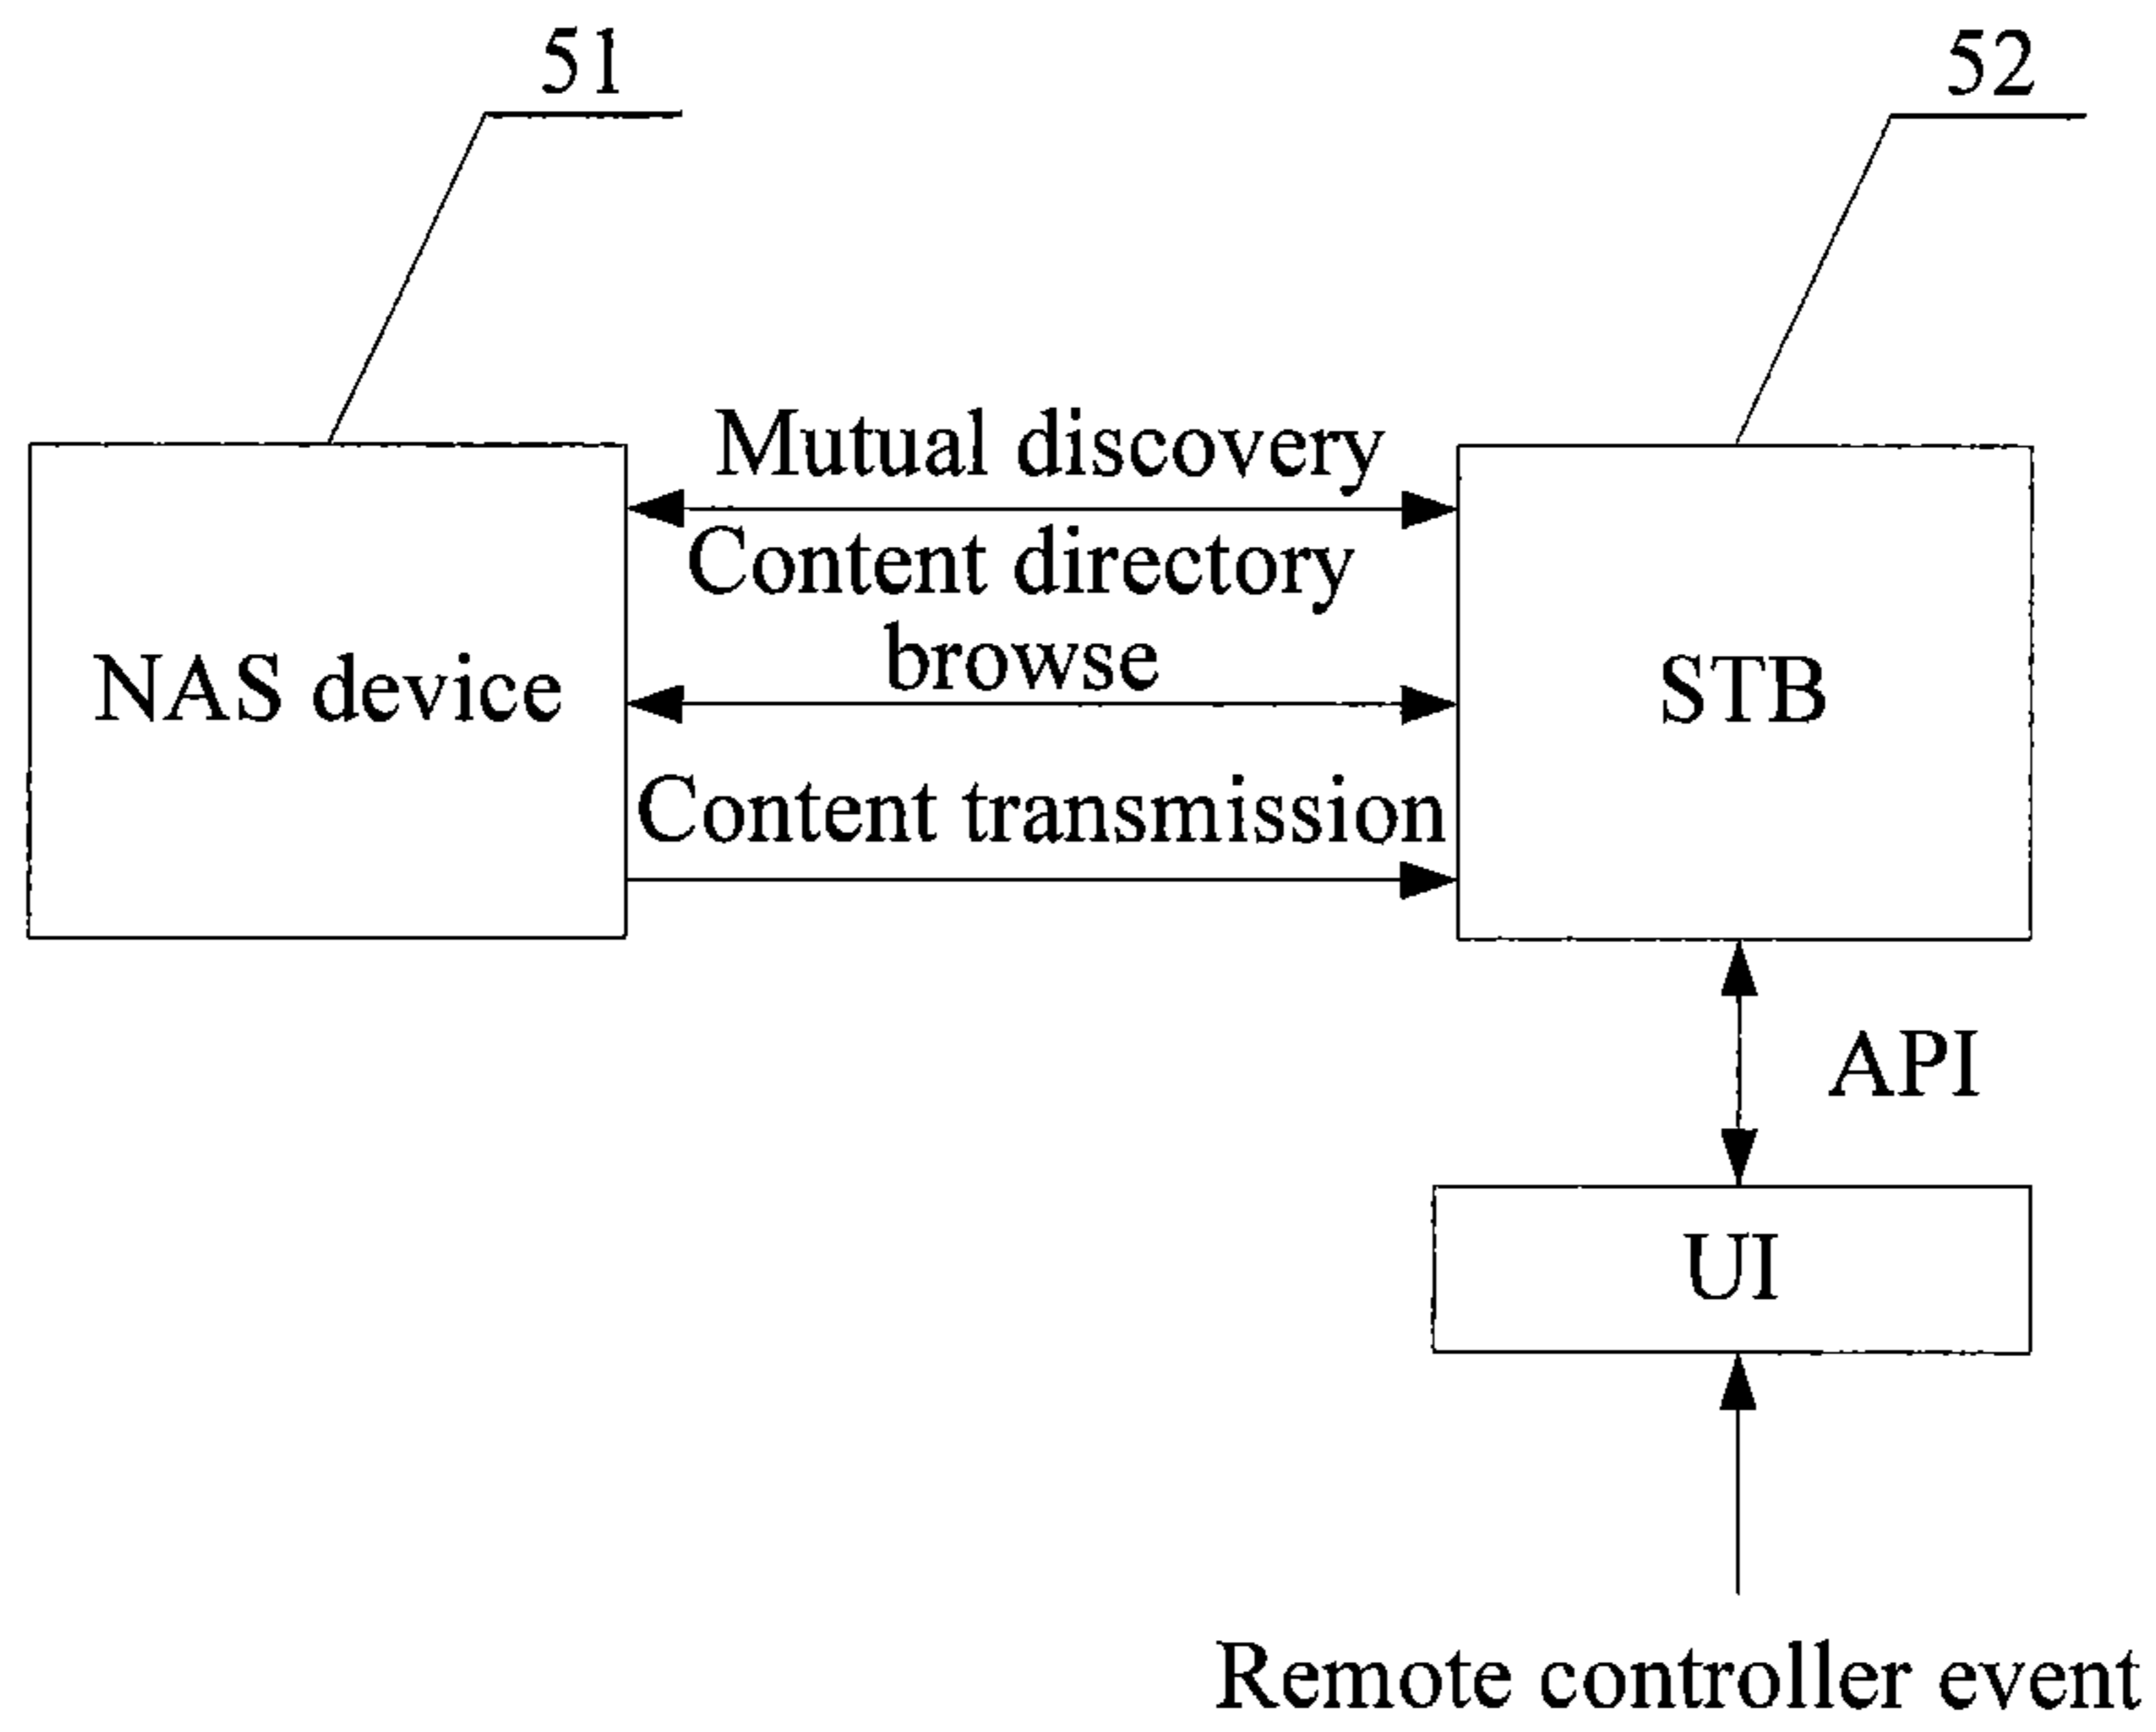 51
52
Mutual discovery
Content directory
browse
NAS device
STB
Content transmission
API
UI
Remote controller event